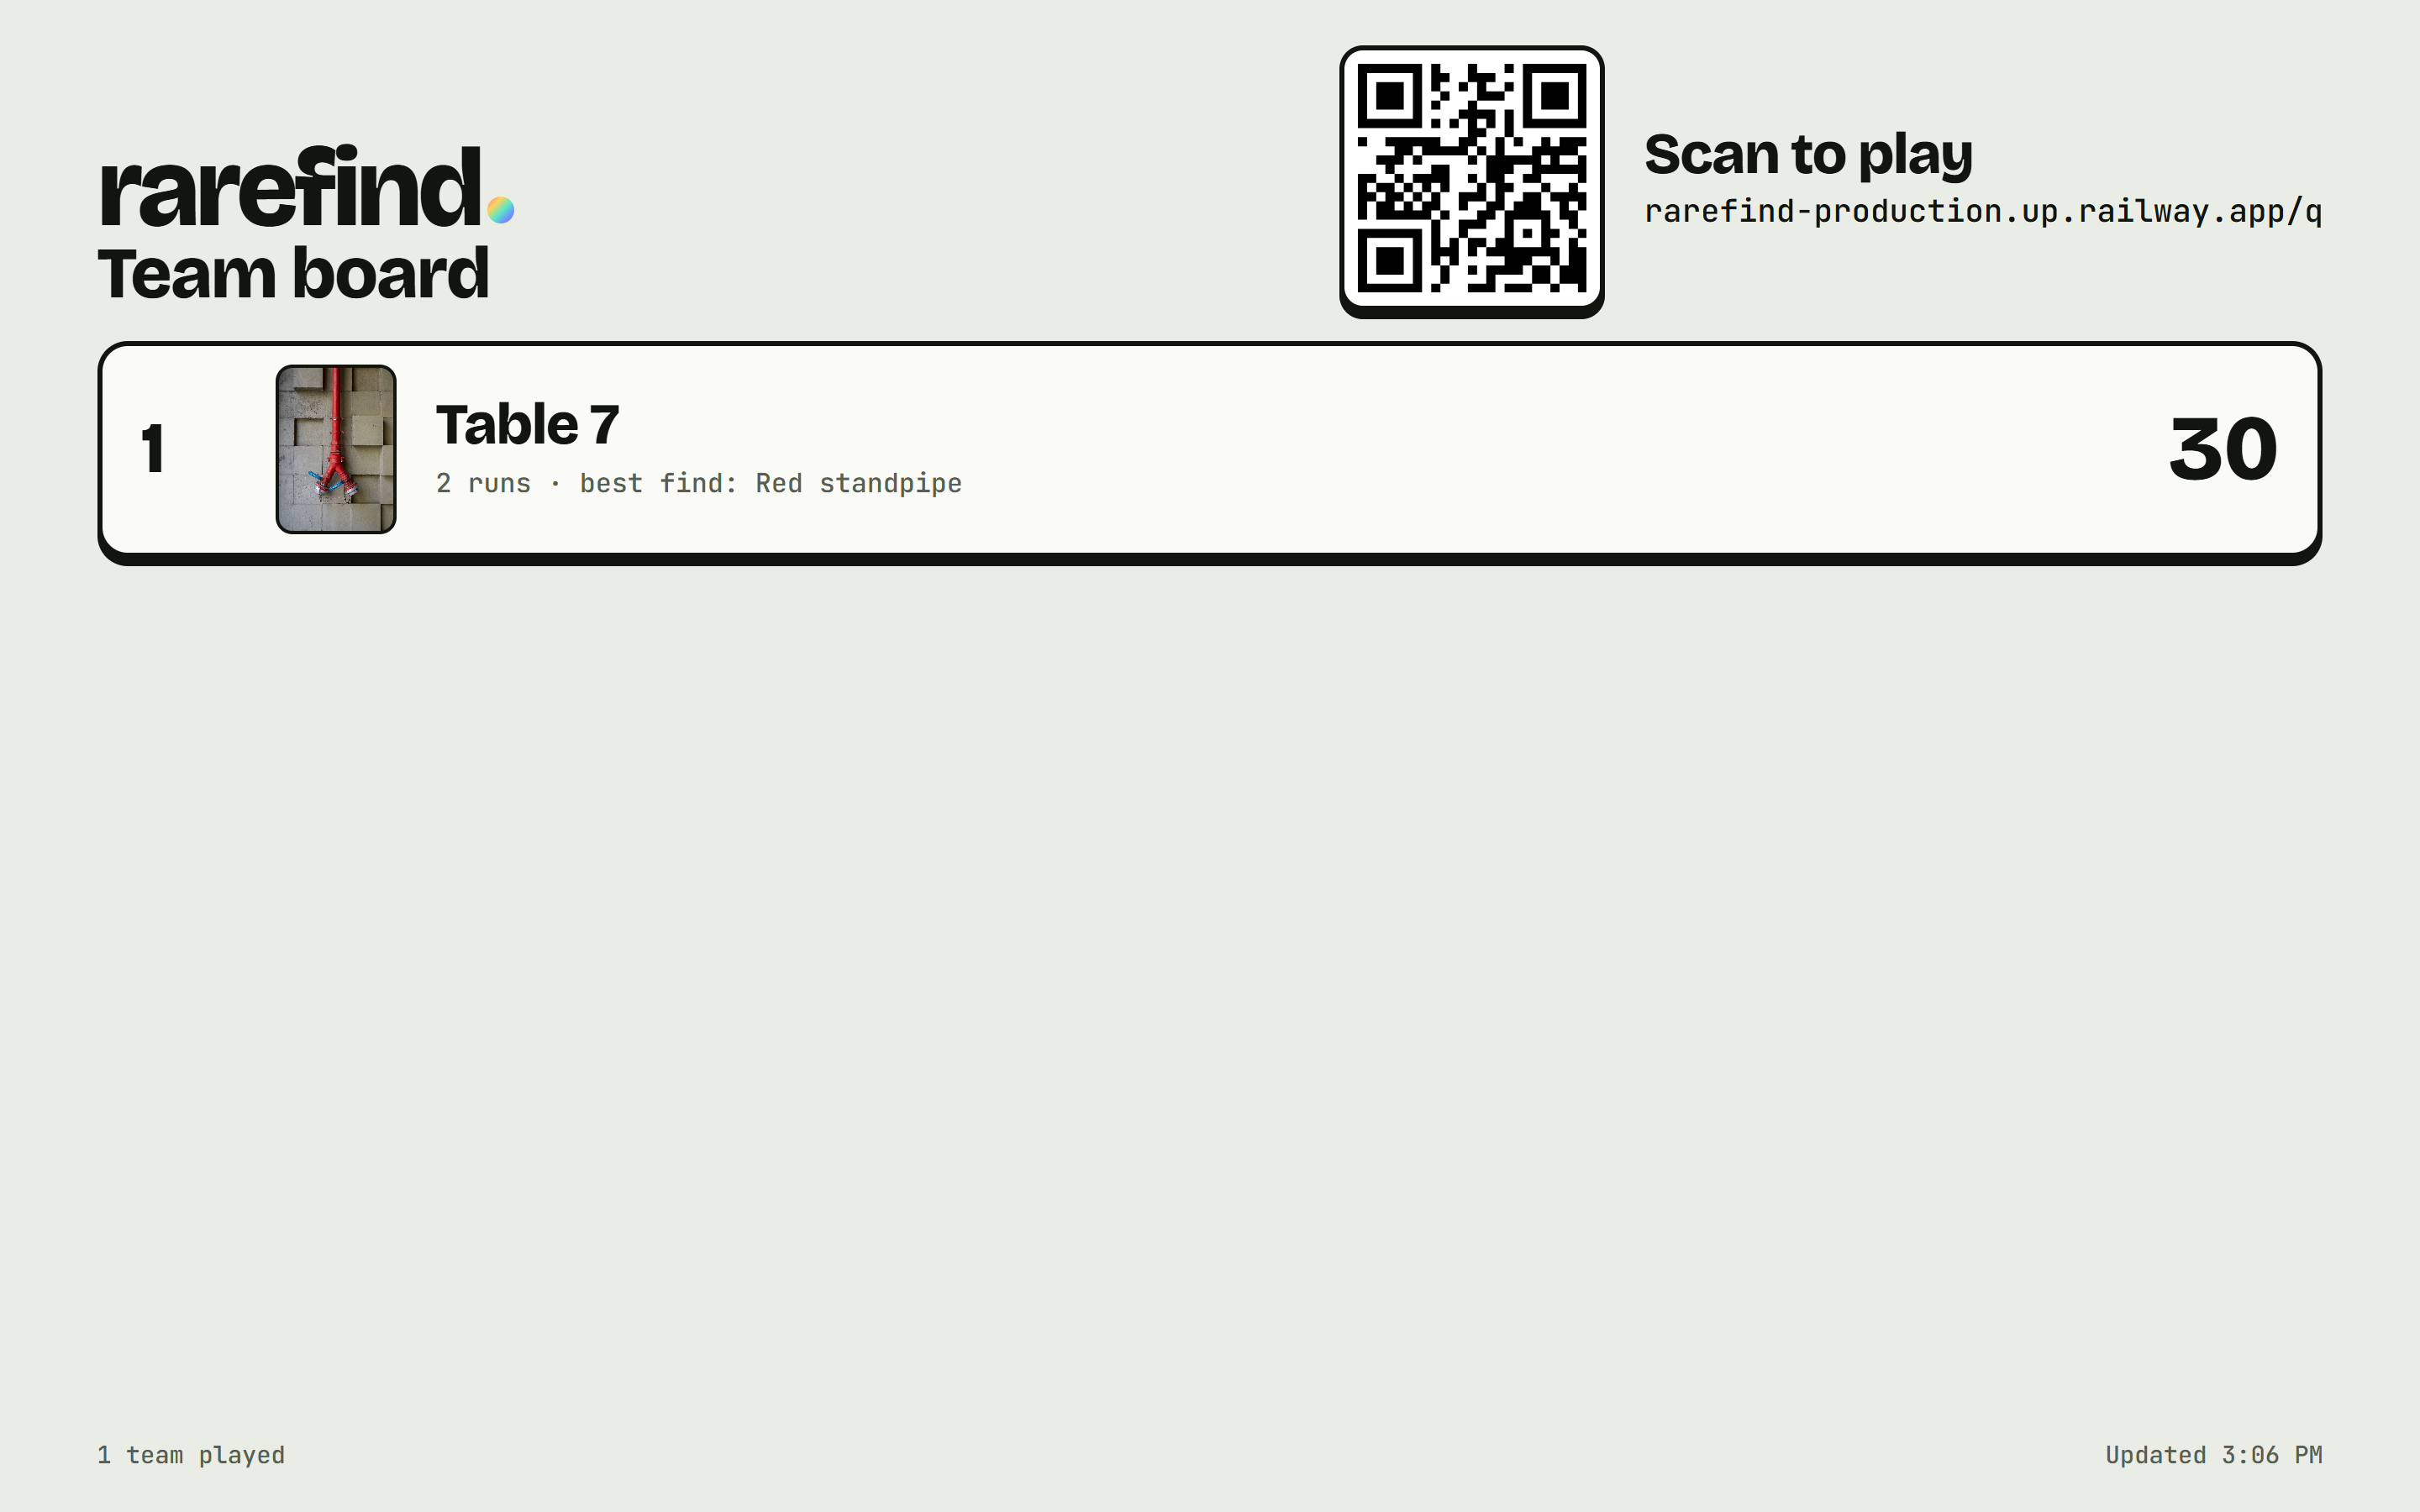 rarefind.
Team board
Scan to play
rarefind-production.up.railway.app/q
1
Table 7
2 runs · best find: Red standpipe
30
1 team played
Updated 3:06 PM